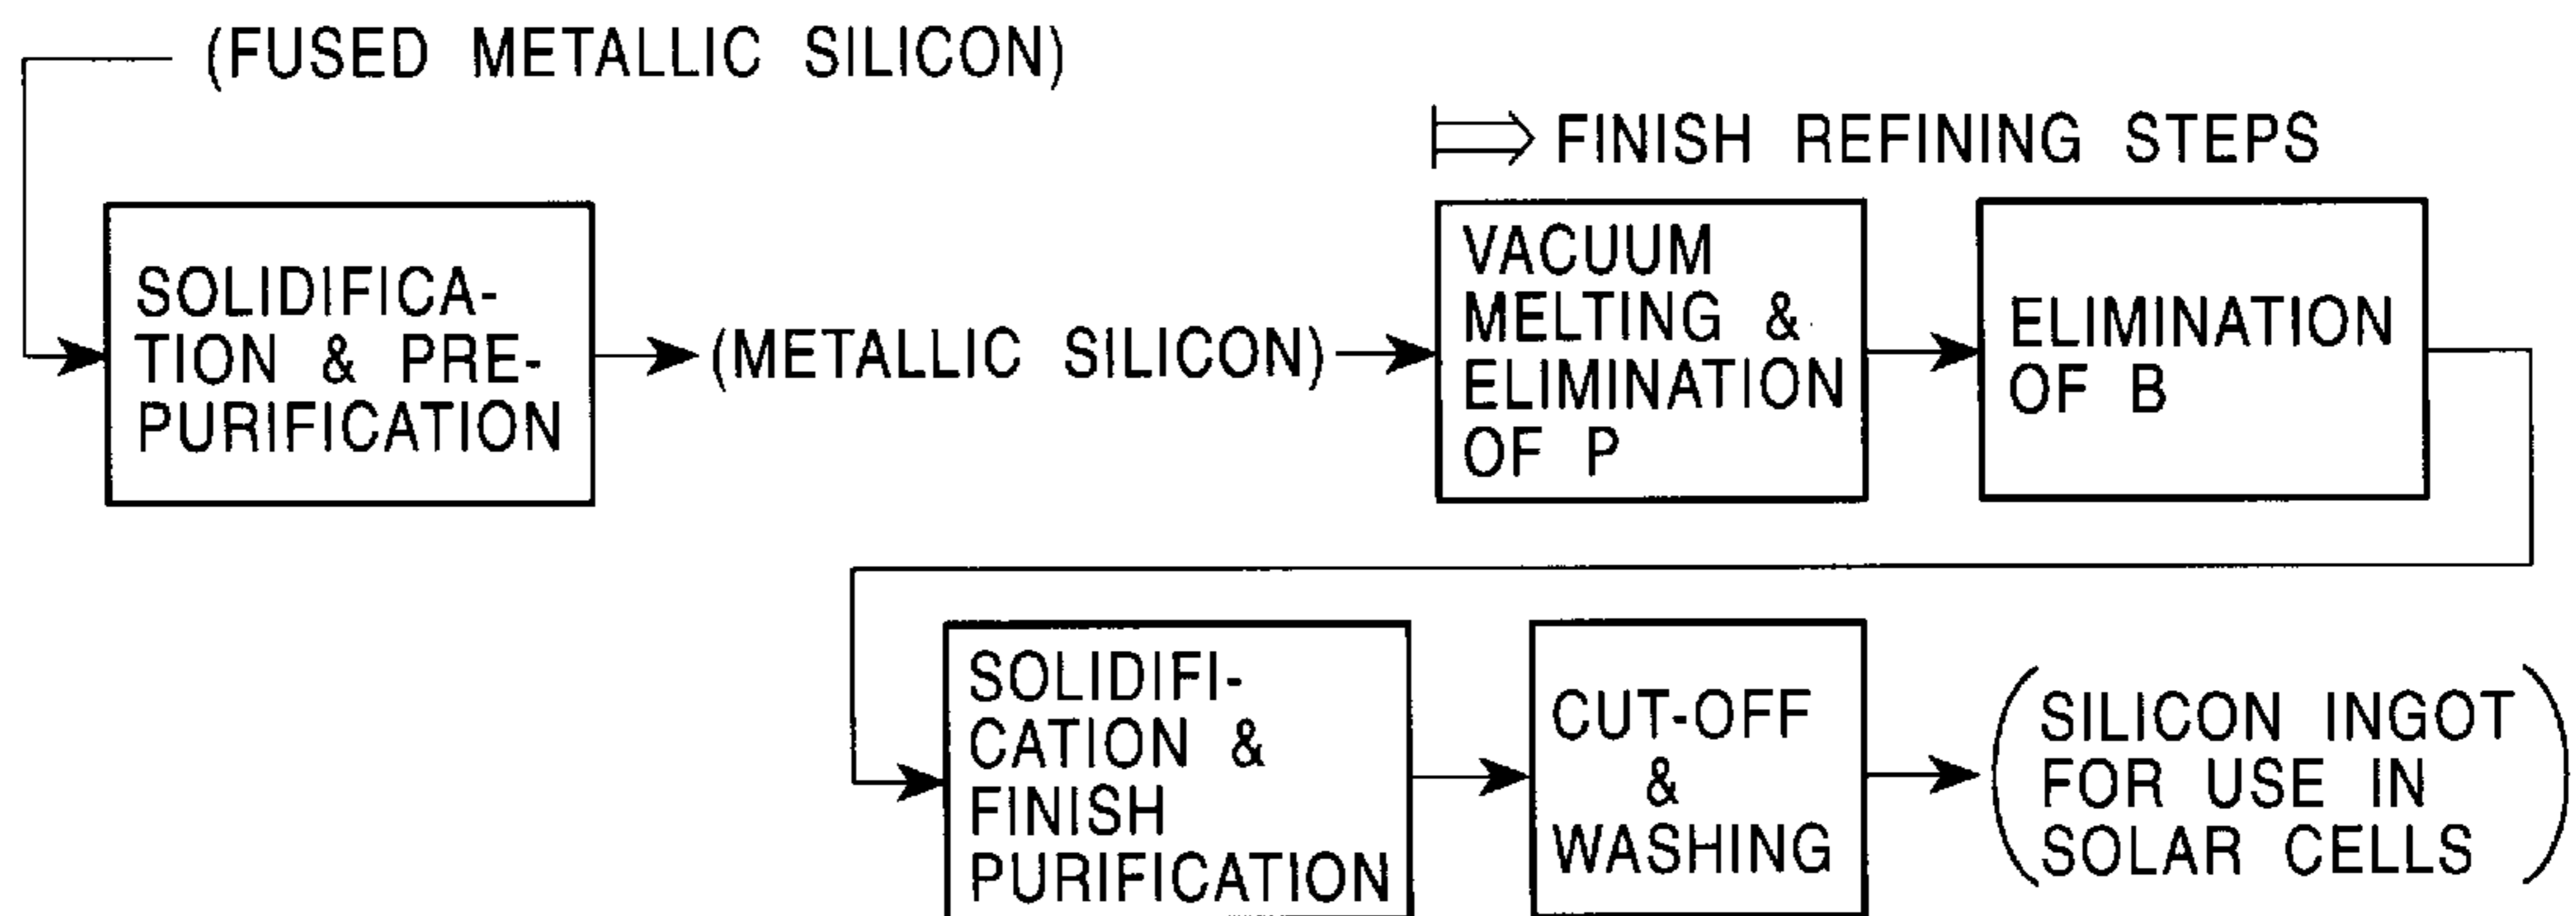 (FUSED METALLIC SILICON)
FINISH REFINING STEPS
SOLIDIFICA-
TION & PRE-
PURIFICATION
(METALLIC SILICON)
VACUUM
MELTING &
ELIMINATION
OF P
ELIMINATION
OF B
SOLIDIFI-
CATION &
FINISH
PURIFICATION
CUT-OFF
&
WASHING
(SILICON INGOT
FOR USE IN
SOLAR CELLS)